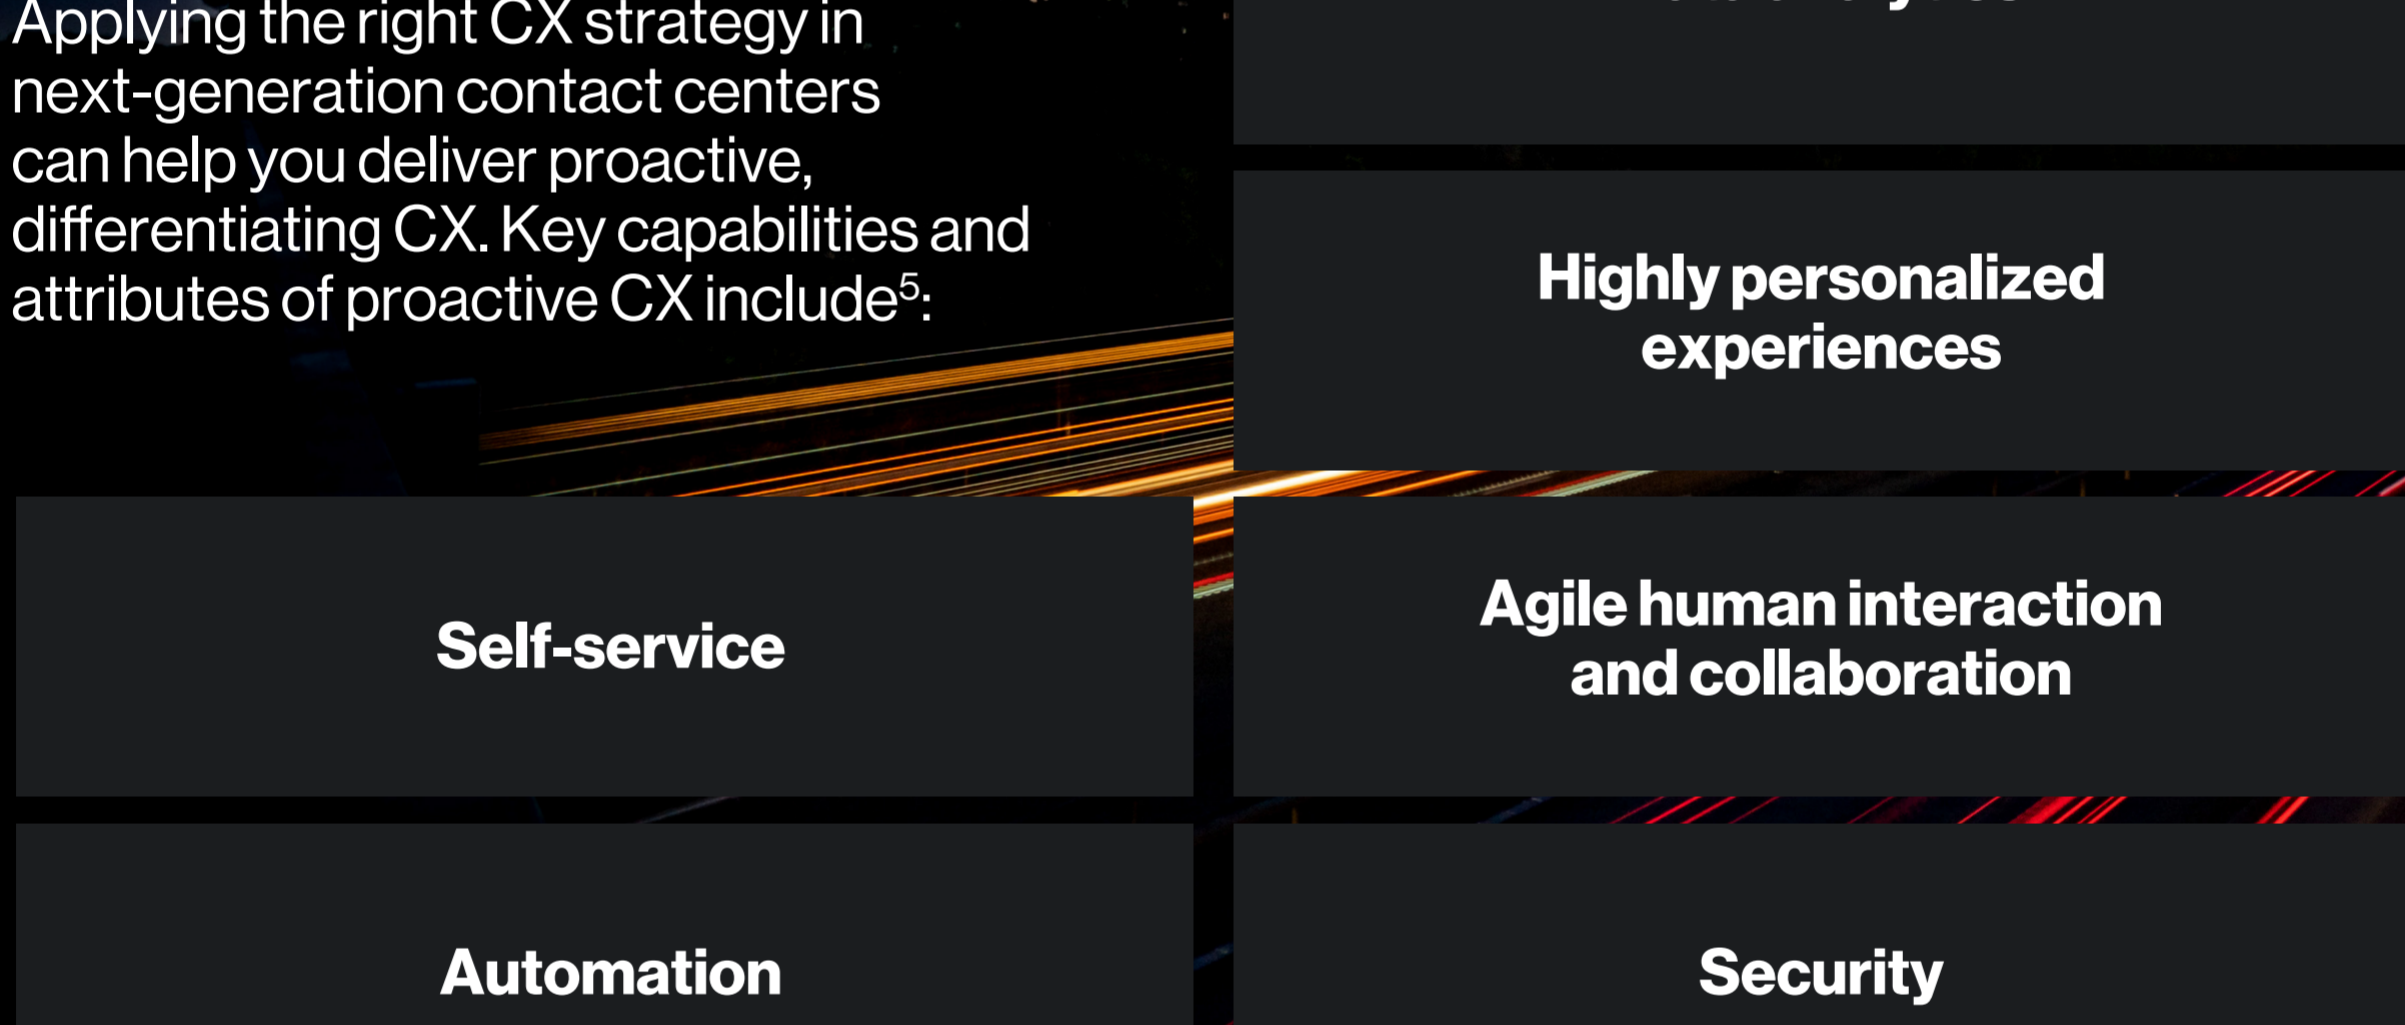 Applying the right CX strategy in
next-generation contact centers
can help you deliver proactive,
differentiating CX. Key capabilities and
attributes of proactive CX include⁵:
Highly personalized
experiences
Self-service
Agile human interaction
and collaboration
Automation
Security